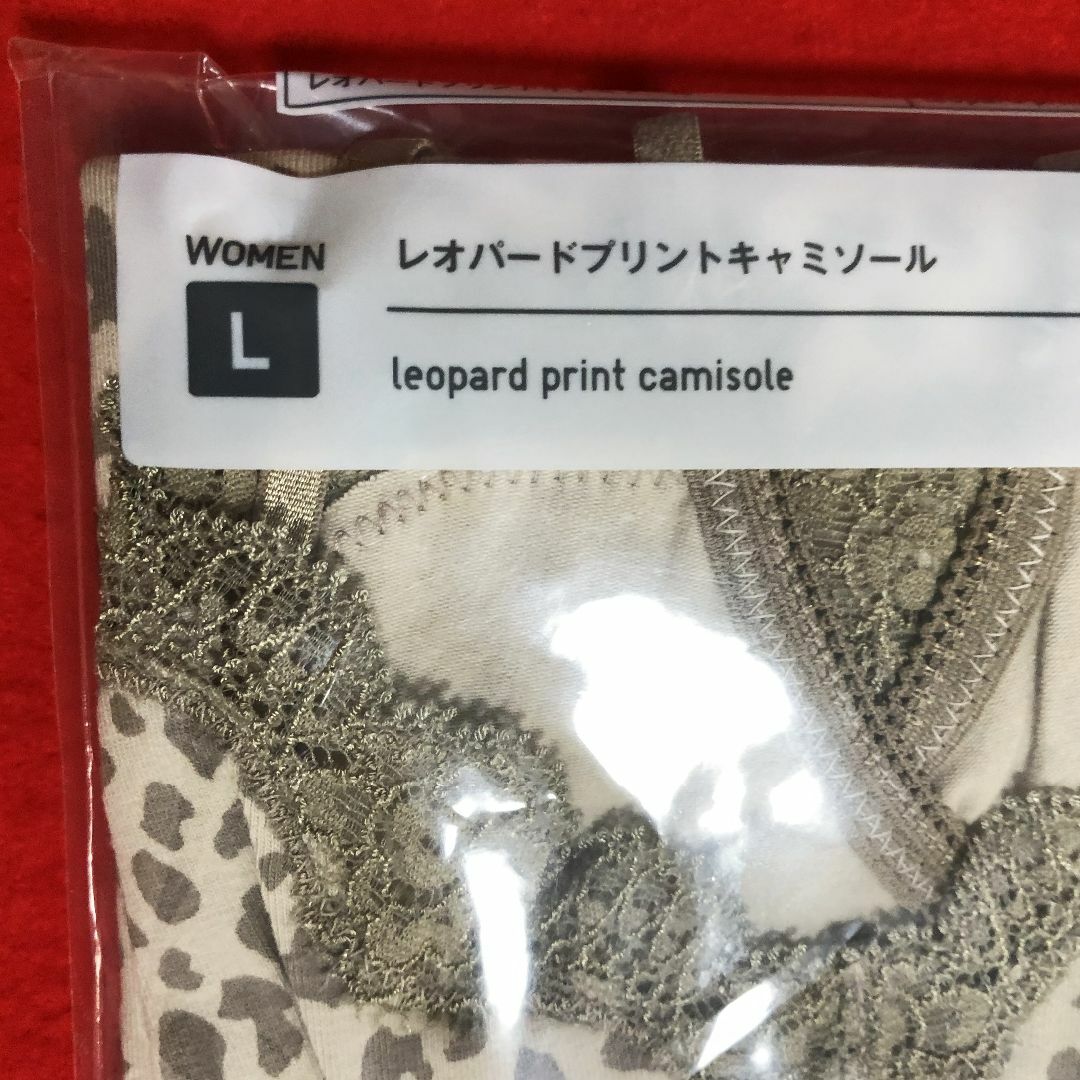 WOMEN
L
レオパードプリントキャミソール
leopard print camisole